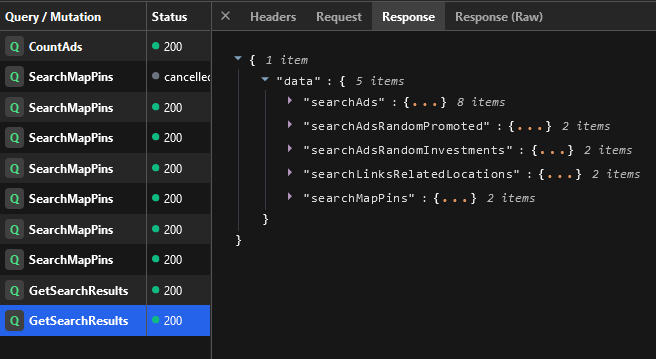 Query / Mutation Status × Headers Request Response Response (Raw)
Q CountAds 200
Q SearchMapPins cancelled
Q SearchMapPins 200
Q SearchMapPins 200
Q SearchMapPins 200
Q SearchMapPins 200
Q SearchMapPins 200
Q SearchMapPins 200
Q GetSearchResults 200
Q GetSearchResults 200
{ 1 item
"data" : { 5 items
"searchAds" : {...} 8 items
"searchAdsRandomPromoted" : {...} 2 items
"searchAdsRandomInvestments" : {...} 2 items
"searchLinksRelatedLocations" : {...} 2 items
"searchMapPins" : {...} 2 items
}
}